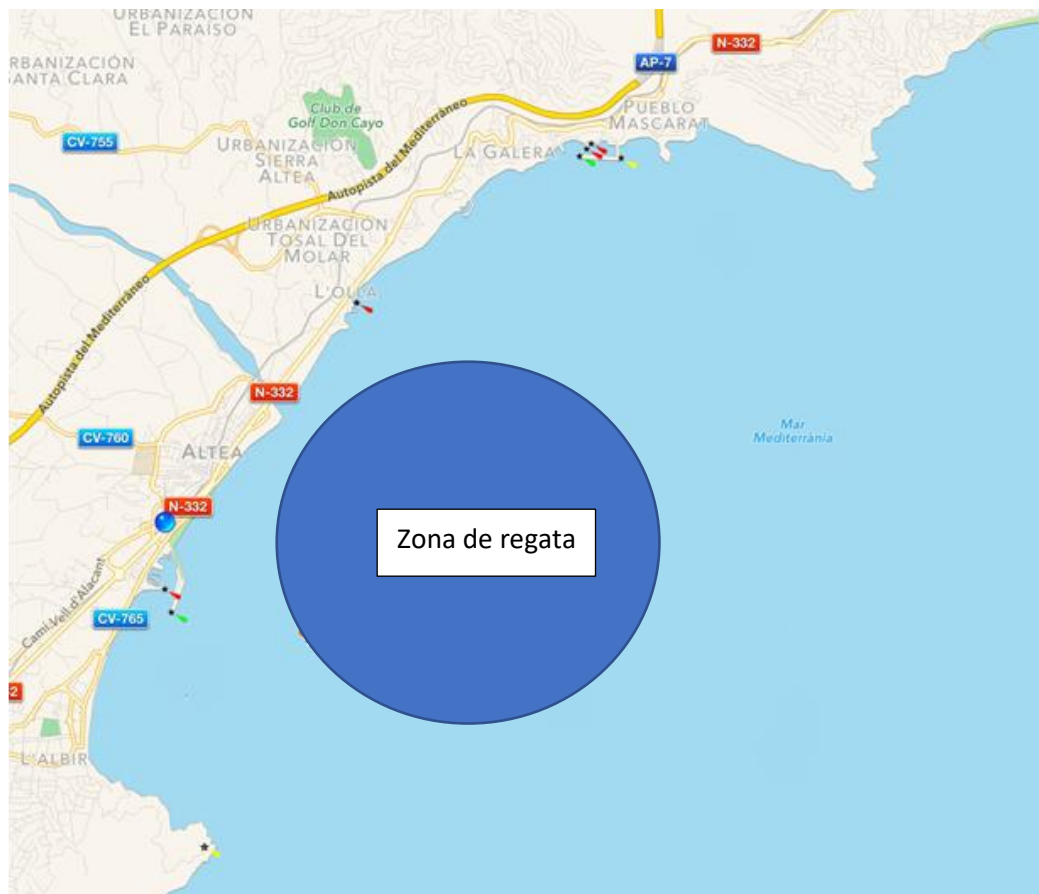 URBANIZACIÓN
EL PARAÍSO
N-332
AP-7
URBANIZACIÓN
SANTA CLARA
Club de
Golf Don Cayo
PUEBLO
MASCARAT
CV-755
Autopista del Mediterráneo
URBANIZACIÓN
SIERRA
ALTEA
LA GALERA
URBANIZACIÓN
TOSAL DEL
MOLAR
L'OLLA
Autopista del Mediterráneo
N-332
CV-760
ALTEA
Mar
Mediterrània
N-332
Zona de regata
Camí Vell d'Alacant
CV-765
L'ALBIR